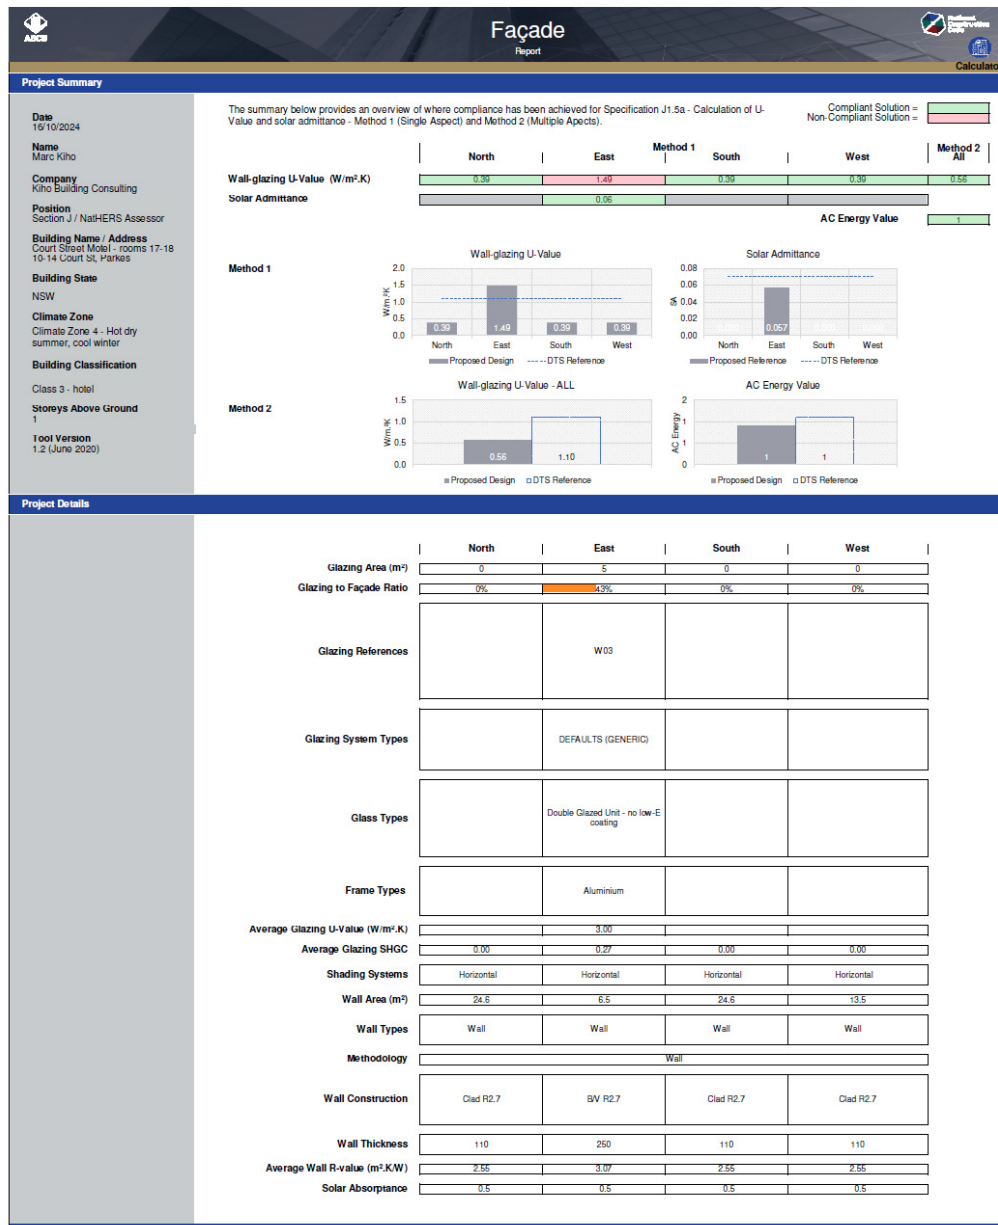 Façade
Report
ABCB
National
Construction
Code
Calculato
Project Summary
Date
16/10/2024
Name
Marc Kiho
Company
Kiho Building Consulting
Position
Section J / NatHERS Assessor
Building Name / Address
Court Street Motel - rooms 17-18
10-14 Court St, Parkes
Building State
NSW
Climate Zone
Climate Zone 4 - Hot dry
summer, cool winter
Building Classification
Class 3 - hotel
Storeys Above Ground
1
Tool Version
1.2 (June 2020)
The summary below provides an overview of where compliance has been achieved for Specification J1.5a - Calculation of U-
Value and solar admittance - Method 1 (Single Aspect) and Method 2 (Multiple Apects).
Compliant Solution =
Non-Compliant Solution =
Method 1 Method 2
North East South West All
Wall-glazing U-Value (W/m².K) 0.39 1.49 0.39 0.39 0.56
Solar Admittance 0.06
AC Energy Value 1
Method 1
Wall-glazing U-Value
W/m.²K
2.0
1.5
1.0
0.5
0.0
0.39 1.49 0.39 0.39
North East South West
Proposed Design DTS Reference
Solar Admittance
SA
0.08
0.06
0.04
0.02
0.00
0.057
North East South West
Proposed Reference DTS Reference
Method 2
Wall-glazing U-Value - ALL
W/m.²K
1.5
1.0
0.5
0.0
0.56 1.10
Proposed Design DTS Reference
AC Energy Value
AC Energy
2
1
1
0
1 1
Proposed Design DTS Reference
Project Details
North East South West
Glazing Area (m²) 0 5 0 0
Glazing to Façade Ratio 0% 43% 0% 0%
Glazing References W03
Glazing System Types DEFAULTS (GENERIC)
Glass Types Double Glazed Unit - no low-E
coating
Frame Types Aluminium
Average Glazing U-Value (W/m².K) 3.00
Average Glazing SHGC 0.00 0.27 0.00 0.00
Shading Systems Horizontal Horizontal Horizontal Horizontal
Wall Area (m²) 24.6 6.5 24.6 13.5
Wall Types Wall Wall Wall Wall
Methodology Wall
Wall Construction Clad R2.7 B/V R2.7 Clad R2.7 Clad R2.7
Wall Thickness 110 250 110 110
Average Wall R-value (m².K/W) 2.55 3.07 2.55 2.55
Solar Absorptance 0.5 0.5 0.5 0.5